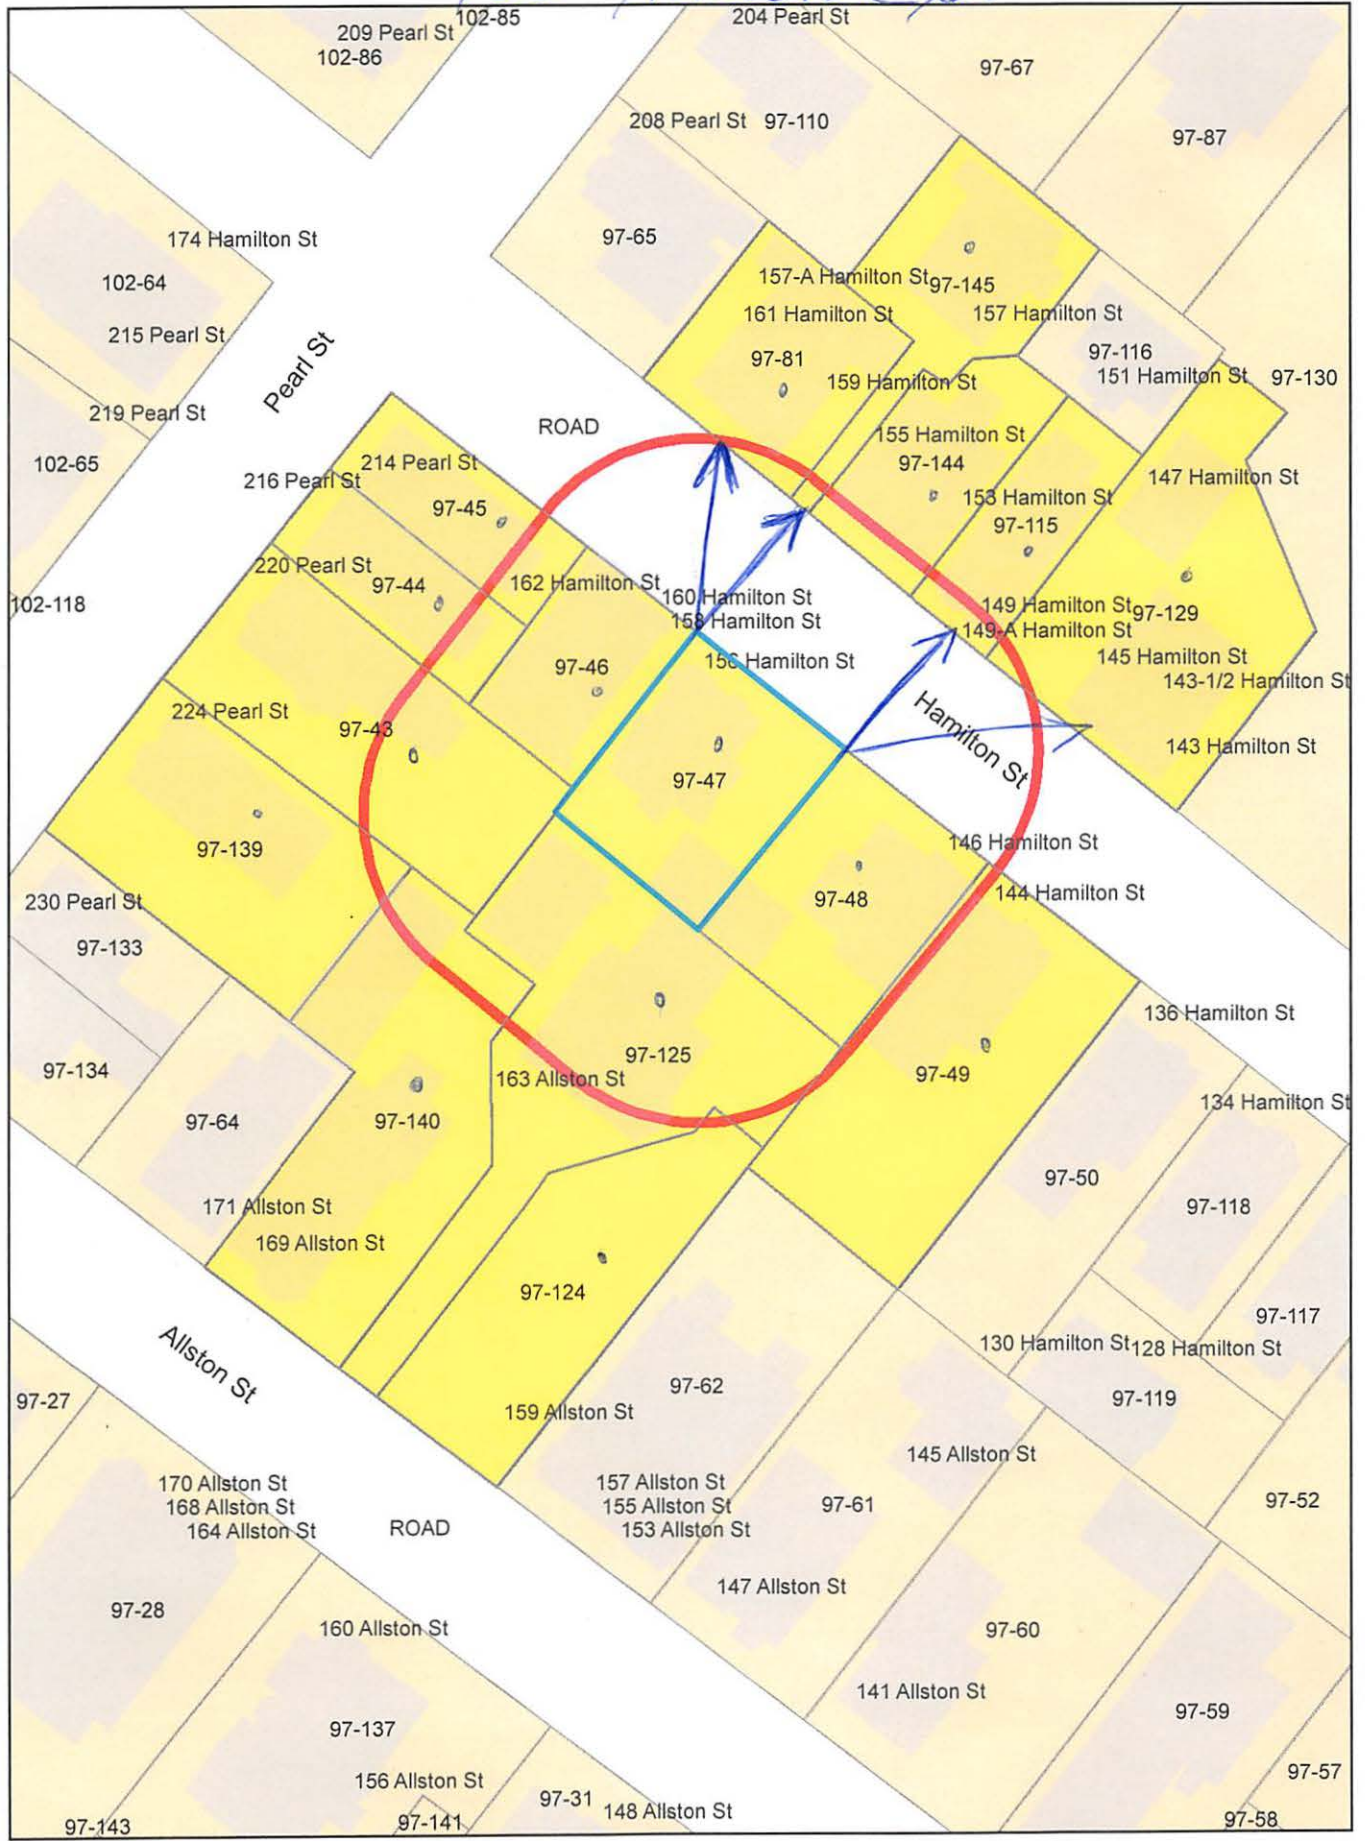 102-85
204 Pearl St
209 Pearl St
102-86
97-67
208 Pearl St
97-110
97-87
174 Hamilton St
97-65
102-64
157-A Hamilton St
97-145
161 Hamilton St
157 Hamilton St
215 Pearl St
97-81
97-116
159 Hamilton St
151 Hamilton St
97-130
Pearl St
219 Pearl St
ROAD
155 Hamilton St
102-65
214 Pearl St
97-144
216 Pearl St
147 Hamilton St
97-45
153 Hamilton St
97-115
220 Pearl St
97-44
162 Hamilton St
160 Hamilton St
102-118
149 Hamilton St
97-129
158 Hamilton St
149-A Hamilton St
97-46
156 Hamilton St
145 Hamilton St
143-1/2 Hamilton St
224 Pearl St
97-43
Hamilton St
143 Hamilton St
97-47
97-139
146 Hamilton St
230 Pearl St
97-48
144 Hamilton St
97-133
136 Hamilton St
97-134
97-125
97-49
163 Allston St
134 Hamilton St
97-64
97-140
97-50
171 Allston St
97-118
169 Allston St
97-124
97-117
Allston St
130 Hamilton St
128 Hamilton St
97-27
97-62
97-119
159 Allston St
145 Allston St
170 Allston St
157 Allston St
97-52
168 Allston St
155 Allston St
97-61
164 Allston St
ROAD
153 Allston St
147 Allston St
97-28
160 Allston St
97-60
141 Allston St
97-59
97-137
156 Allston St
97-57
97-31
148 Allston St
97-143
97-141
97-58